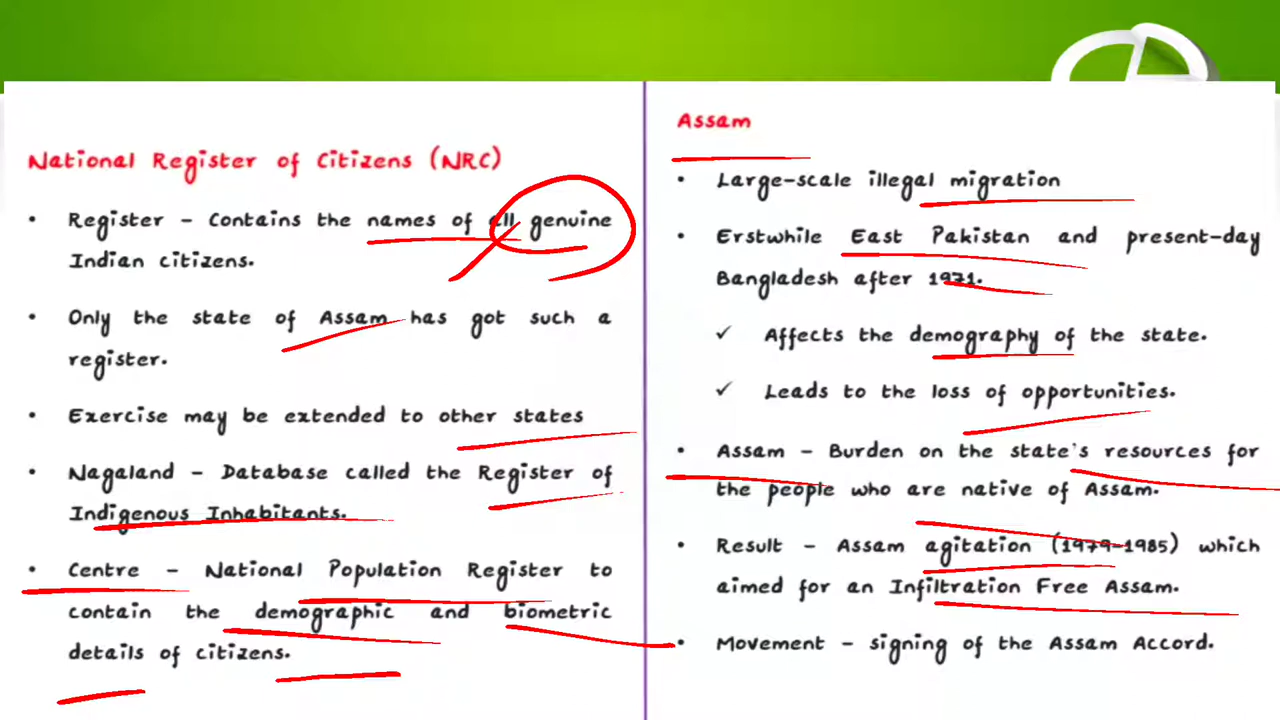 National Register of Citizens (NRC)
• Register - Contains the names of all genuine
Indian citizens.
• Only the state of Assam has got such a
register.
• Exercise may be extended to other states
• Nagaland - Database called the Register of
Indigenous Inhabitants.
• Centre - National Population Register to
contain the demographic and biometric
details of citizens.
Assam
• Large-scale illegal migration
• Erstwhile East Pakistan and present-day
Bangladesh after 1971.
✓ Affects the demography of the state.
✓ Leads to the loss of opportunities.
• Assam - Burden on the state's resources for
the people who are native of Assam.
• Result - Assam agitation (1979-1985) which
aimed for an Infiltration Free Assam.
• Movement - signing of the Assam Accord.